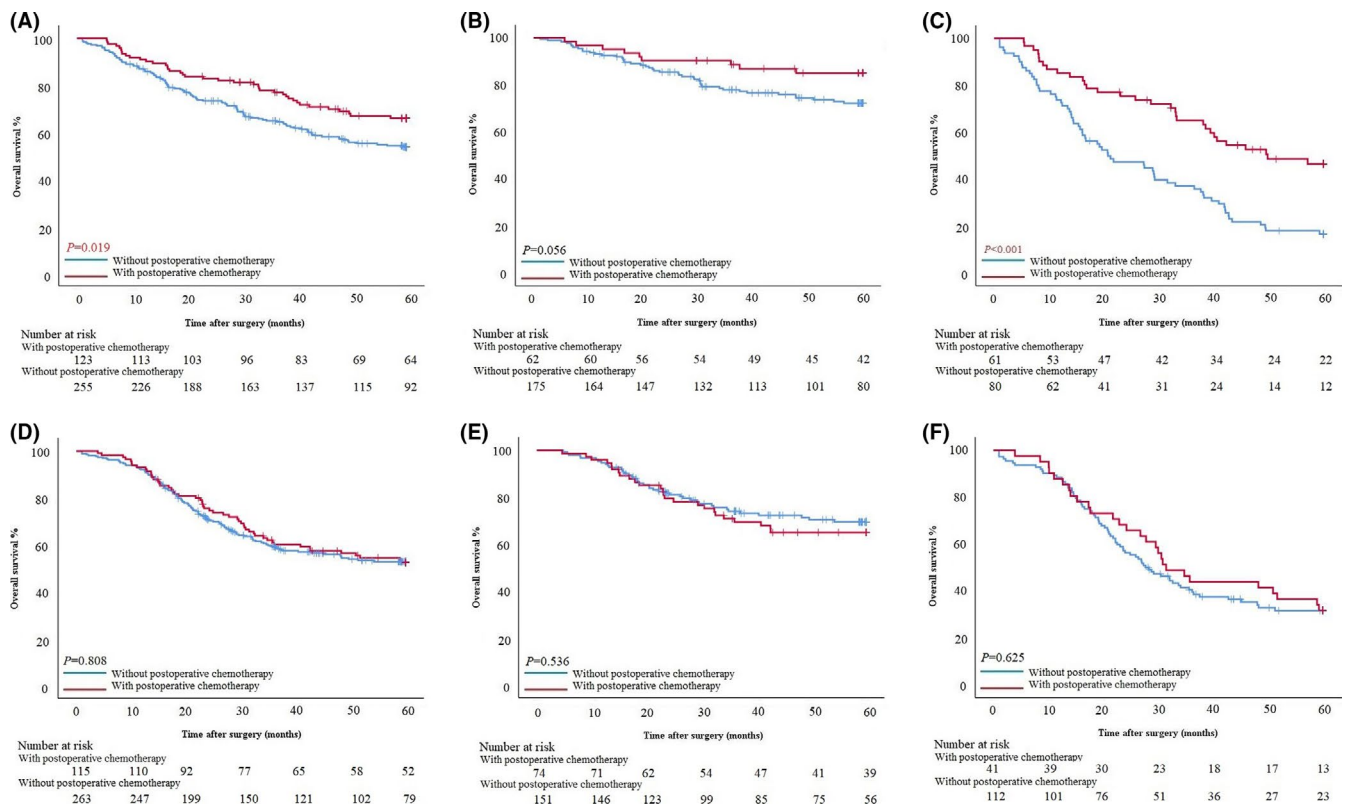 (A)
100
80
60
40
20
0
Overall survival %
P=0.019
Without postoperative chemotherapy
With postoperative chemotherapy
0 10 20 30 40 50 60
Time after surgery (months)
Number at risk
With postoperative chemotherapy
123 113 103 96 83 69 64
Without postoperative chemotherapy
255 226 188 163 137 115 92
(B)
100
80
60
40
20
0
Overall survival %
P=0.056
Without postoperative chemotherapy
With postoperative chemotherapy
0 10 20 30 40 50 60
Time after surgery (months)
Number at risk
With postoperative chemotherapy
62 60 56 54 49 45 42
Without postoperative chemotherapy
175 164 147 132 113 101 80
(C)
100
80
60
40
20
0
Overall survival %
P<0.001
Without postoperative chemotherapy
With postoperative chemotherapy
0 10 20 30 40 50 60
Time after surgery (months)
Number at risk
With postoperative chemotherapy
61 53 47 42 34 24 22
Without postoperative chemotherapy
80 62 41 31 24 14 12
(D)
100
80
60
40
20
0
Overall survival %
P=0.808
Without postoperative chemotherapy
With postoperative chemotherapy
0 10 20 30 40 50 60
Time after surgery (months)
Number at risk
With postoperative chemotherapy
115 110 92 77 65 58 52
Without postoperative chemotherapy
263 247 199 150 121 102 79
(E)
100
80
60
40
20
0
Overall survival %
P=0.536
Without postoperative chemotherapy
With postoperative chemotherapy
0 10 20 30 40 50 60
Time after surgery (months)
Number at risk
With postoperative chemotherapy
74 71 62 54 47 41 39
Without postoperative chemotherapy
151 146 123 99 85 75 56
(F)
100
80
60
40
20
0
Overall survival %
P=0.625
Without postoperative chemotherapy
With postoperative chemotherapy
0 10 20 30 40 50 60
Time after surgery (months)
Number at risk
With postoperative chemotherapy
41 39 30 23 18 17 13
Without postoperative chemotherapy
112 101 76 51 36 27 23